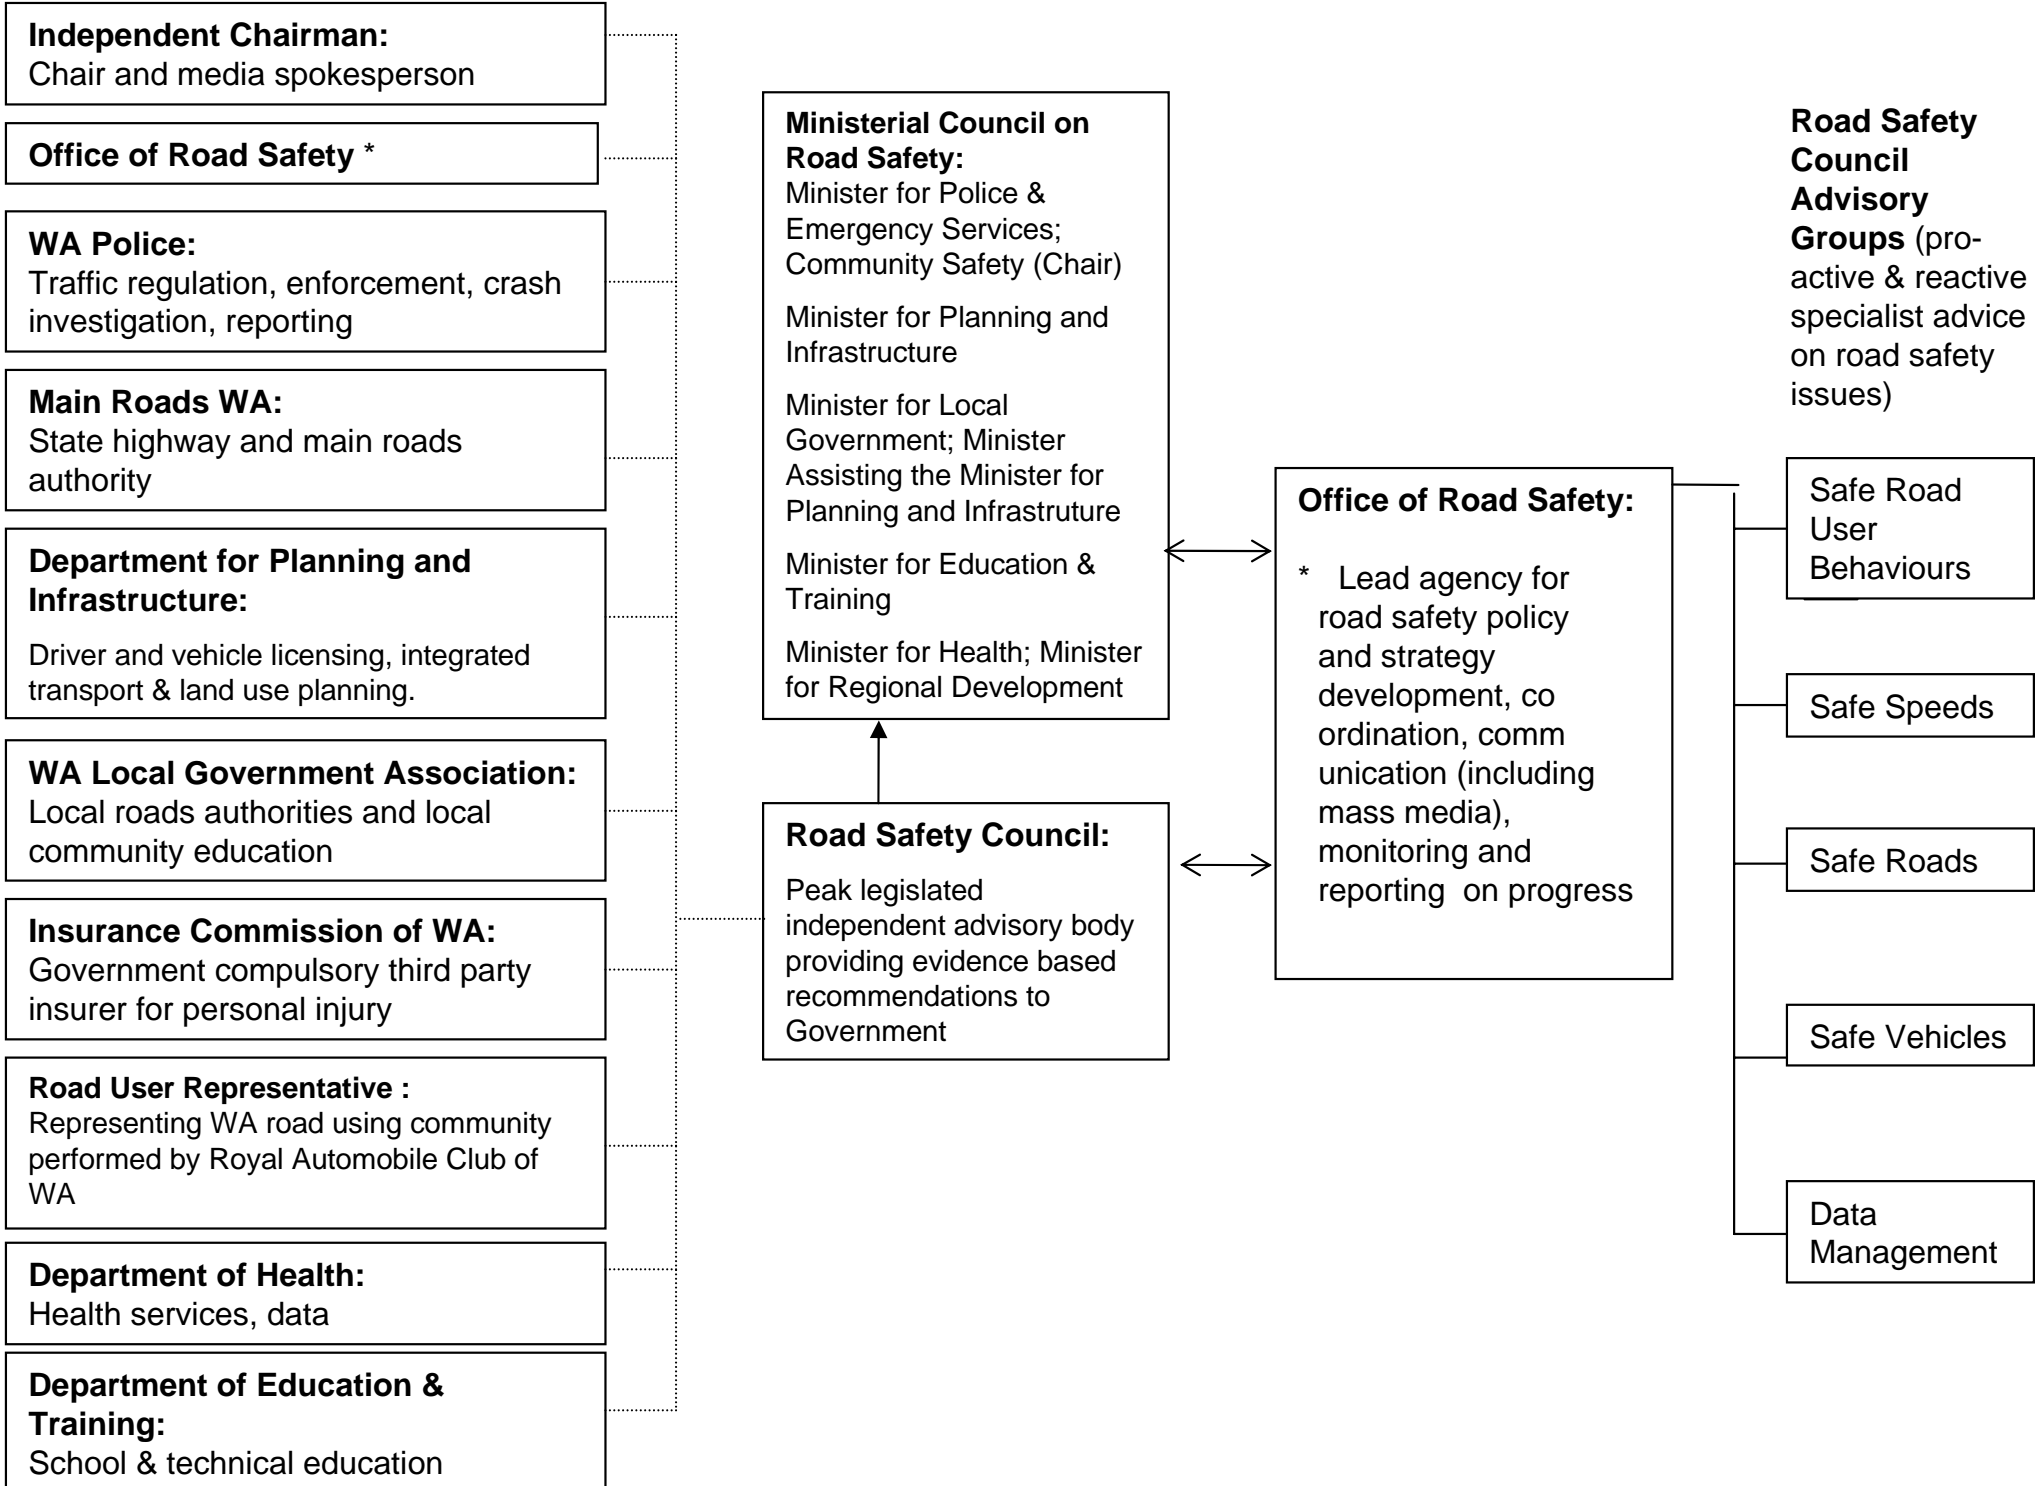 Independent Chairman:
Chair and media spokesperson
Office of Road Safety *
WA Police:
Traffic regulation, enforcement, crash
investigation, reporting
Main Roads WA:
State highway and main roads
authority
Department for Planning and
Infrastructure:
Driver and vehicle licensing, integrated
transport & land use planning.
WA Local Government Association:
Local roads authorities and local
community education
Insurance Commission of WA:
Government compulsory third party
insurer for personal injury
Road User Representative :
Representing WA road using community
performed by Royal Automobile Club of
WA
Department of Health:
Health services, data
Department of Education &
Training:
School & technical education
Ministerial Council on
Road Safety:
Minister for Police &
Emergency Services;
Community Safety (Chair)
Minister for Planning and
Infrastructure
Minister for Local
Government; Minister
Assisting the Minister for
Planning and Infrastruture
Minister for Education &
Training
Minister for Health; Minister
for Regional Development
Road Safety Council:
Peak legislated
independent advisory body
providing evidence based
recommendations to
Government
Office of Road Safety:
* Lead agency for
road safety policy
and strategy
development, co
ordination, comm
unication (including
mass media),
monitoring and
reporting on progress
Road Safety
Council
Advisory
Groups (pro-
active & reactive
specialist advice
on road safety
issues)
Safe Road
User
Behaviours
Safe Speeds
Safe Roads
Safe Vehicles
Data
Management